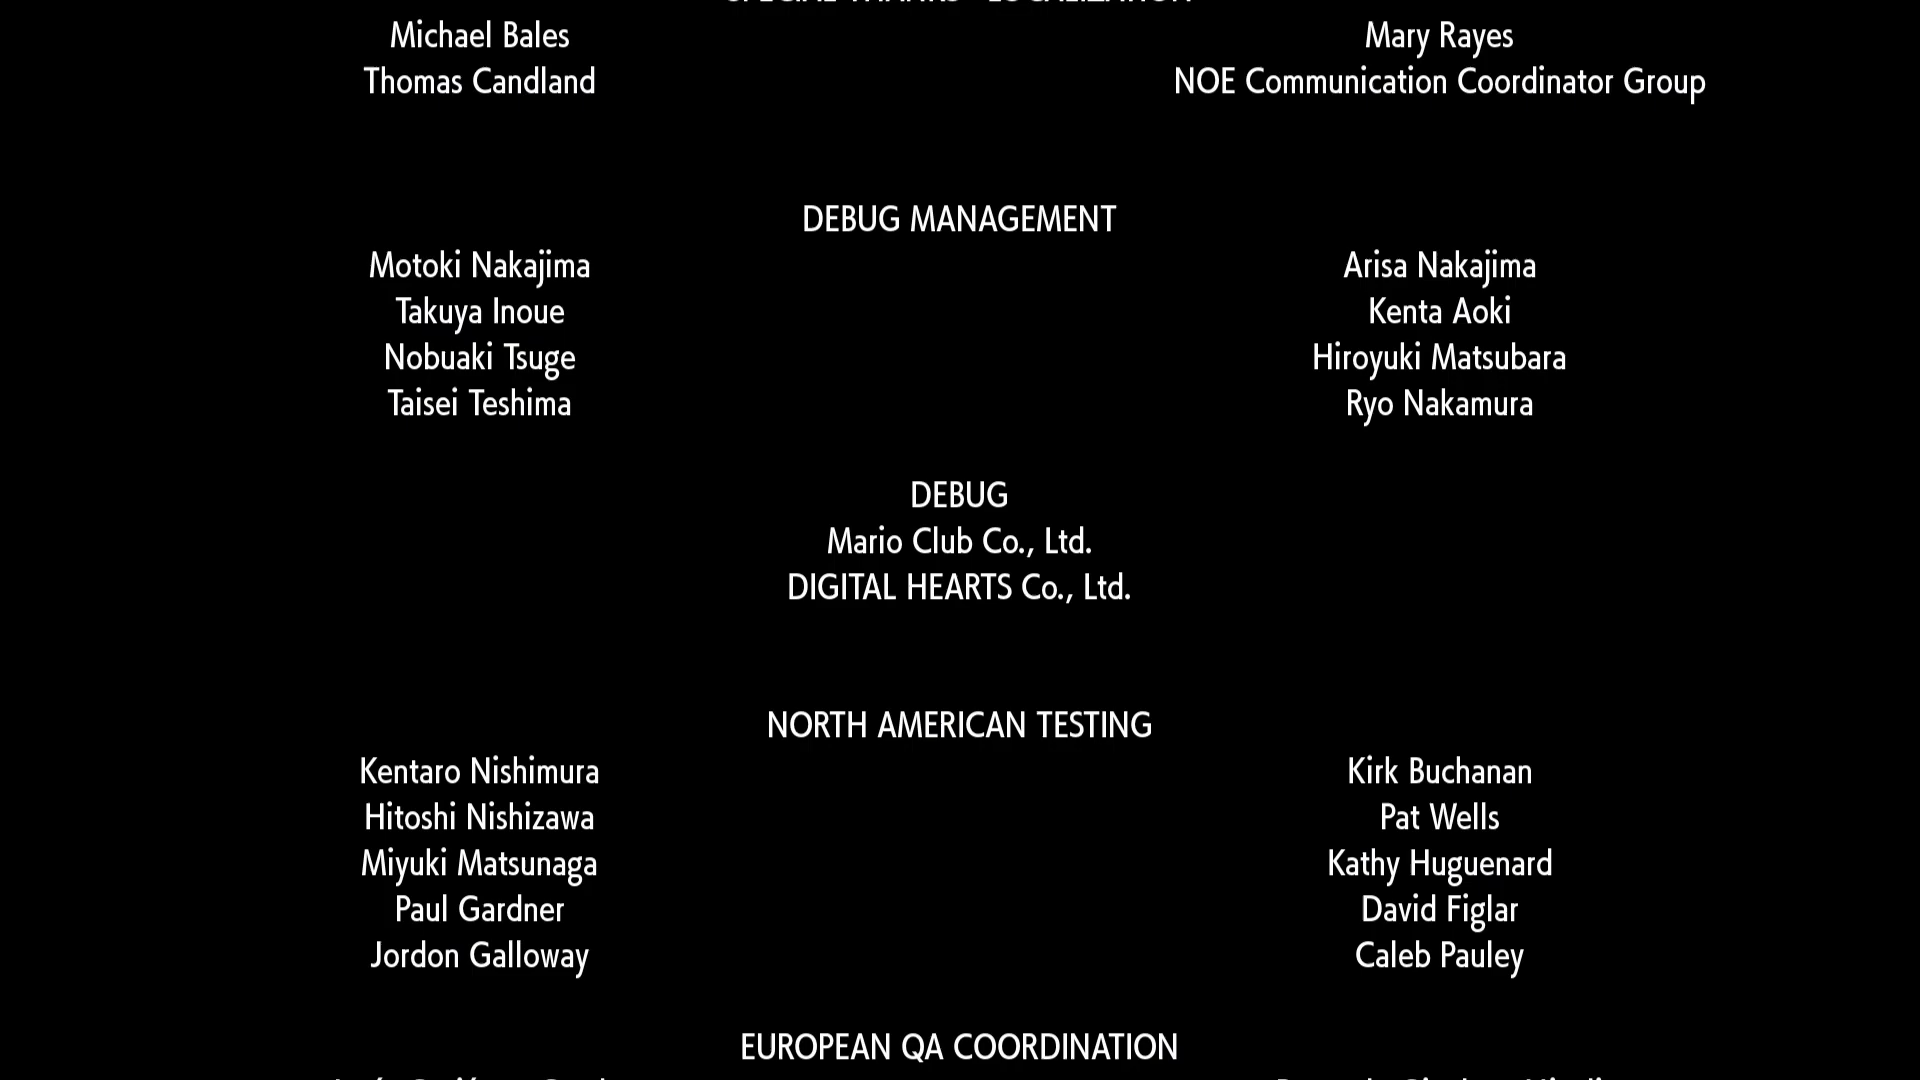 SPECIAL THANKS - LOCALIZATION
Michael Bales Mary Rayes
Thomas Candland NOE Communication Coordinator Group
DEBUG MANAGEMENT
Motoki Nakajima Arisa Nakajima
Takuya Inoue Kenta Aoki
Nobuaki Tsuge Hiroyuki Matsubara
Taisei Teshima Ryo Nakamura
DEBUG
Mario Club Co., Ltd.
DIGITAL HEARTS Co., Ltd.
NORTH AMERICAN TESTING
Kentaro Nishimura Kirk Buchanan
Hitoshi Nishizawa Pat Wells
Miyuki Matsunaga Kathy Huguenard
Paul Gardner David Figlar
Jordon Galloway Caleb Pauley
EUROPEAN QA COORDINATION